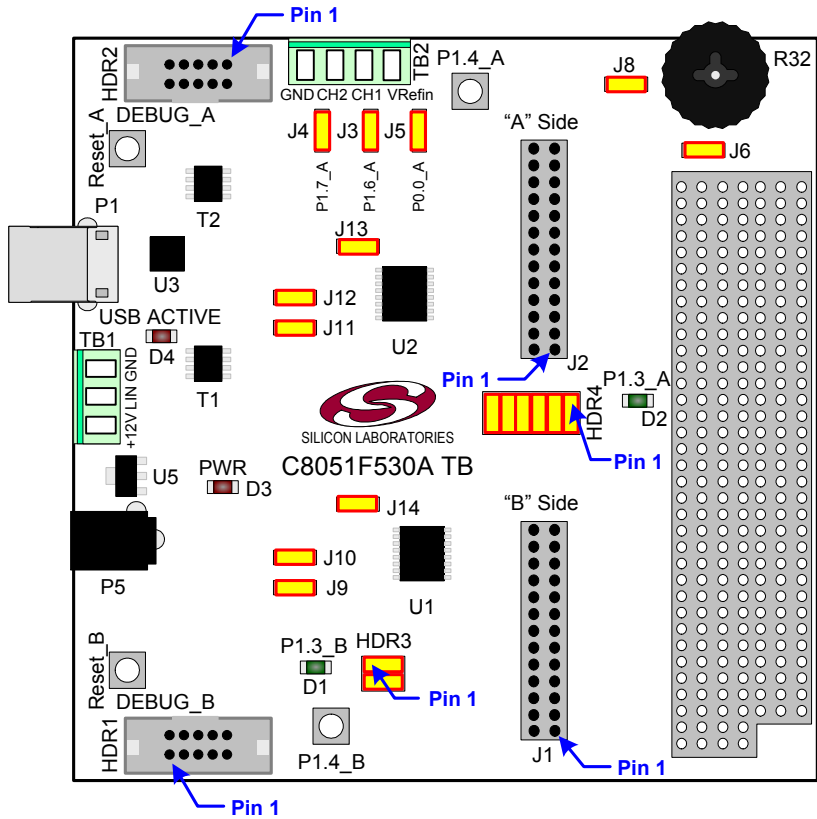 Pin 1
HDR2
DEBUG_A
TB2
GND CH2 CH1 VRefin
P1.4_A
J8
R32
Reset_A
J4
J3
J5
"A" Side
J6
P1.7_A
P1.6_A
P0.0_A
T2
P1
U3
J13
J12
J11
USB ACTIVE
D4
U2
TB1
+12V LIN GND
T1
Pin 1
J2
HDR4
P1.3_A
D2
SILICON LABORATORIES
C8051F530A TB
Pin 1
U5
PWR
D3
J14
"B" Side
P5
J10
J9
U1
Reset_B
P1.3_B
D1
HDR3
Pin 1
DEBUG_B
HDR1
P1.4_B
J1
Pin 1
Pin 1